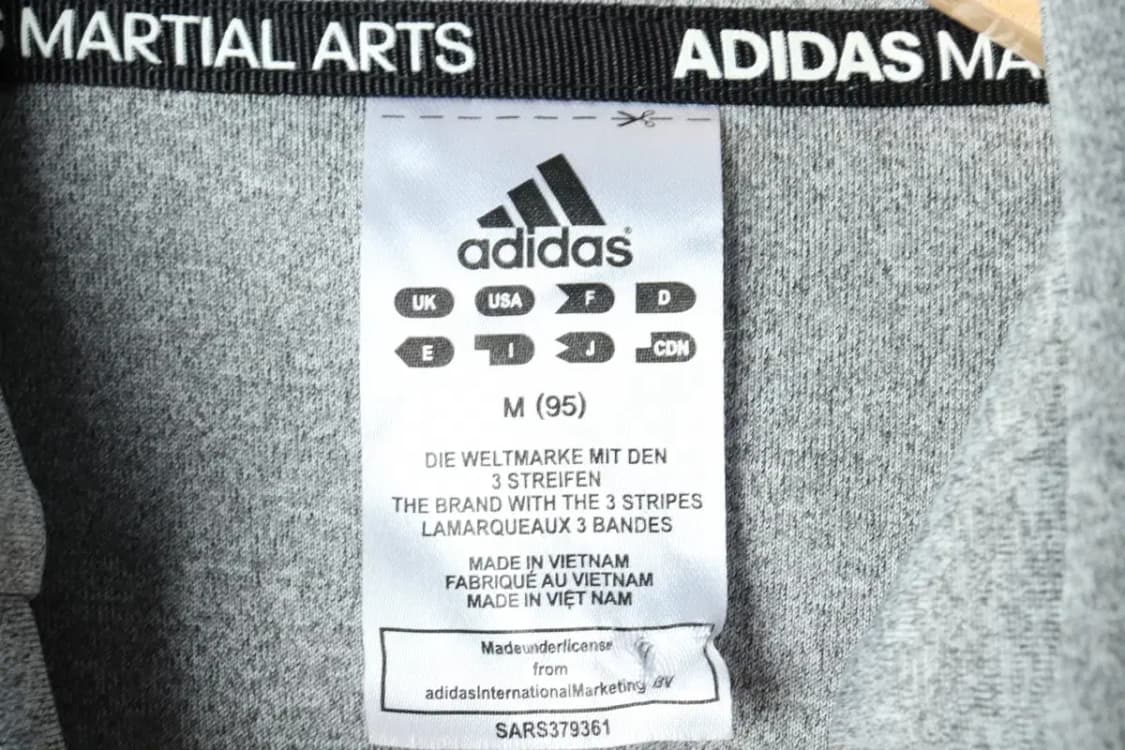 S MARTIAL ARTS ADIDAS MA
adidas®
UK USA F D
E I J CDN
M (95)
DIE WELTMARKE MIT DEN
3 STREIFEN
THE BRAND WITH THE 3 STRIPES
LAMARQUEAUX 3 BANDES
MADE IN VIETNAM
FABRIQUÉ AU VIETNAM
MADE IN VIỆT NAM
Madeunderlicense
from
adidasInternationalMarketing BV
SARS379361